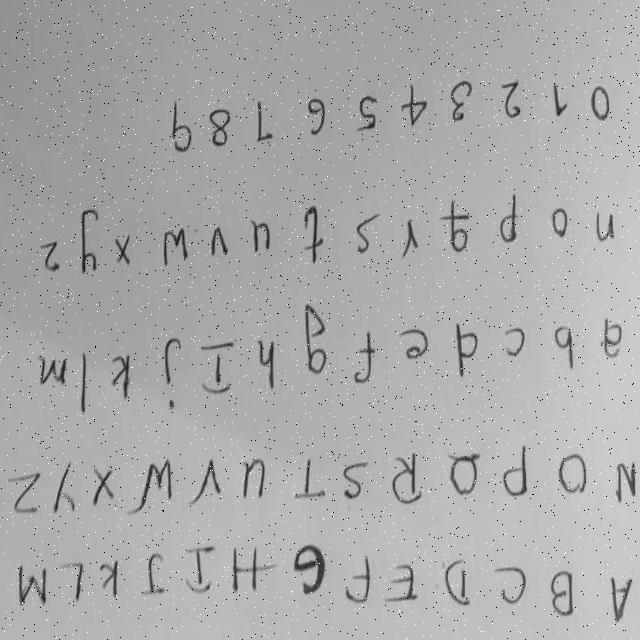 A B C D E F G H I J K L M
N O P Q R S T U V W X Y Z
a b c d e f g h I j k l m
n o p q r s t u v w x y z
0 1 2 3 4 5 6 7 8 9